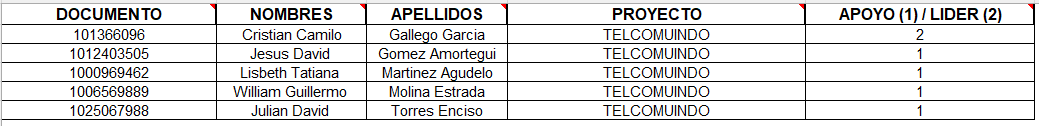 DOCUMENTO NOMBRES APELLIDOS PROYECTO APOYO (1) / LIDER (2)
101366096 Cristian Camilo Gallego Garcia TELCOMUINDO 2
1012403505 Jesus David Gomez Amortegui TELCOMUINDO 1
1000969462 Lisbeth Tatiana Martinez Agudelo TELCOMUINDO 1
1006569889 William Guillermo Molina Estrada TELCOMUINDO 1
1025067988 Julian David Torres Enciso TELCOMUINDO 1